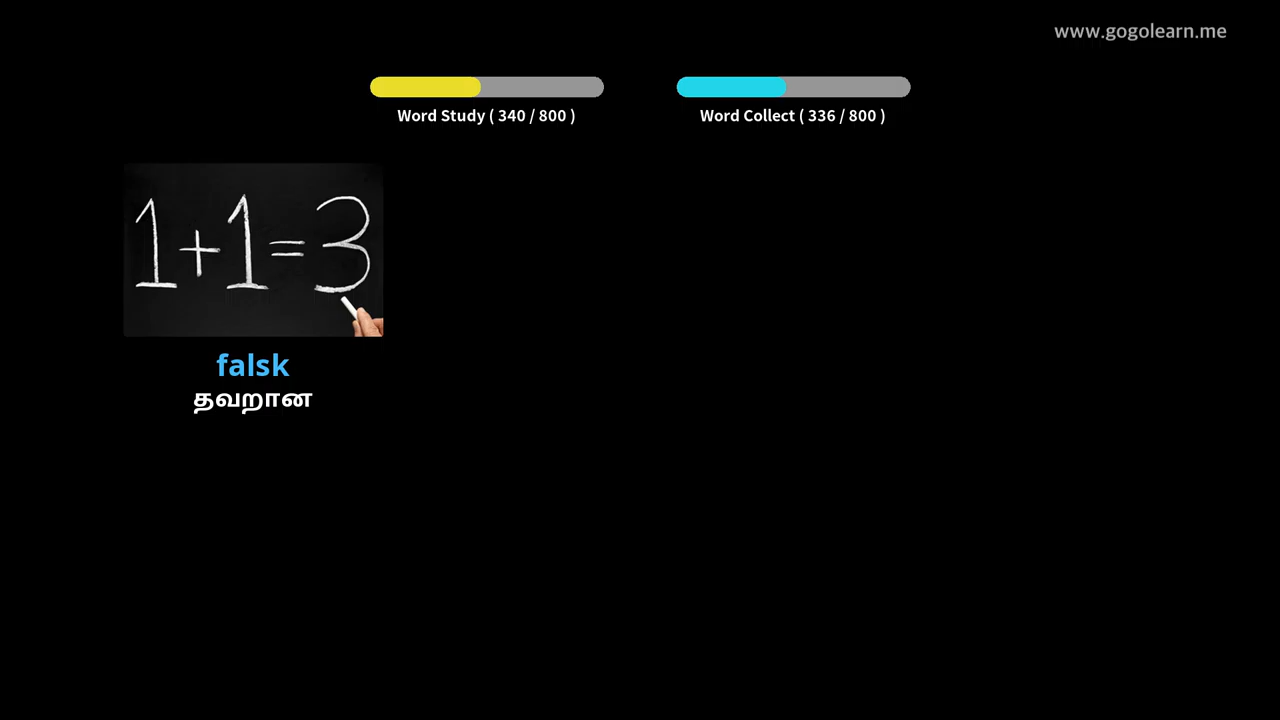 www.gogolearn.me
Word Study ( 340 / 800 )
Word Collect ( 336 / 800 )
1+1=3
falsk
தவறான